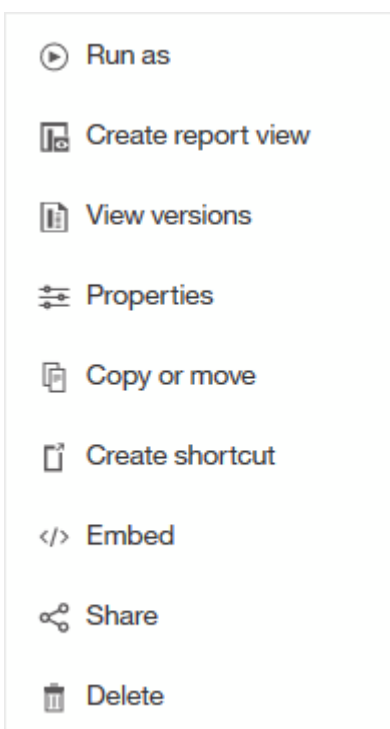 Run as
Create report view
View versions
Properties
Copy or move
Create shortcut
Embed
Share
Delete